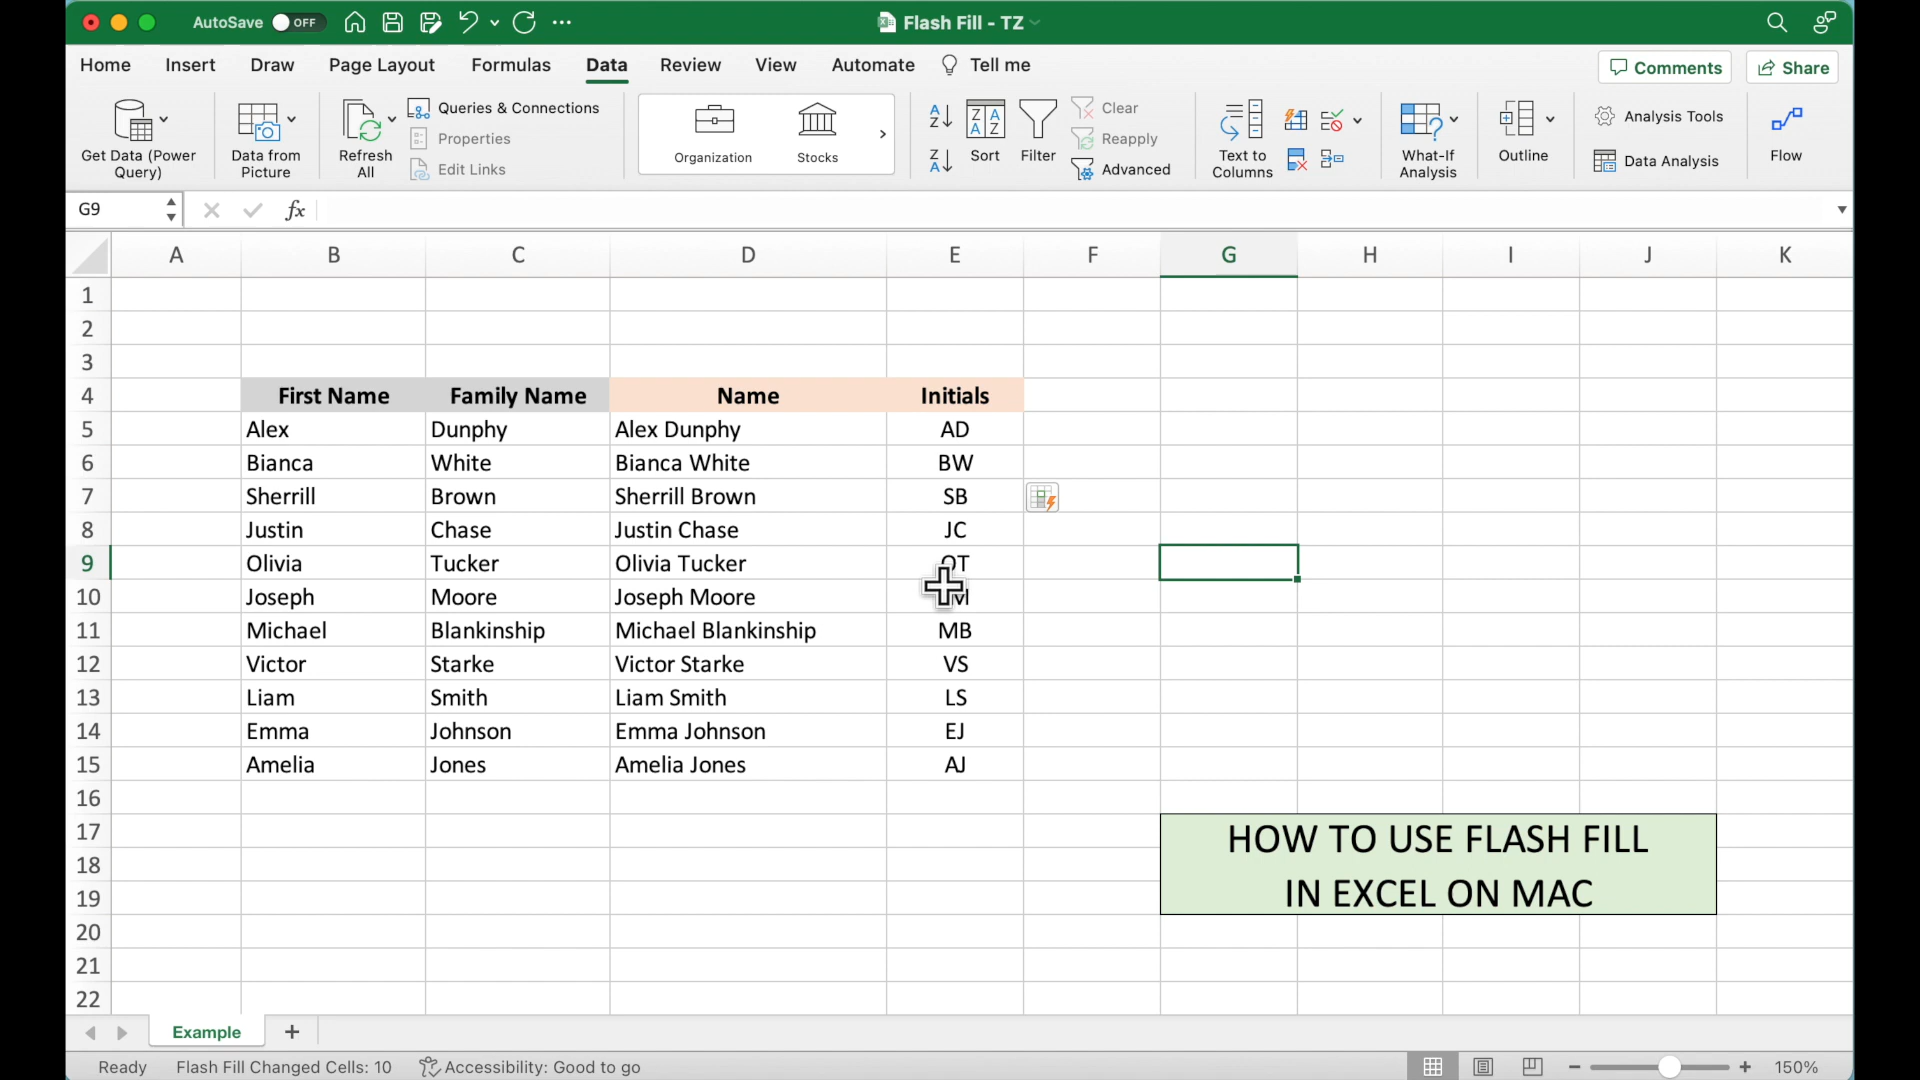 AutoSave OFF
Flash Fill - TZ
Home Insert Draw Page Layout Formulas Data Review View Automate Tell me
Comments Share
Get Data (Power Query)
Data from Picture
Refresh All
Queries & Connections
Properties
Edit Links
Organization
Stocks
Sort
Filter
Clear
Reapply
Advanced
Text to Columns
What-If Analysis
Outline
Analysis Tools
Data Analysis
Flow
G9 fx
A B C D E F G H I J K
1
2
3
4 First Name Family Name Name Initials
5 Alex Dunphy Alex Dunphy AD
6 Bianca White Bianca White BW
7 Sherrill Brown Sherrill Brown SB
8 Justin Chase Justin Chase JC
9 Olivia Tucker Olivia Tucker OT
10 Joseph Moore Joseph Moore
11 Michael Blankinship Michael Blankinship MB
12 Victor Starke Victor Starke VS
13 Liam Smith Liam Smith LS
14 Emma Johnson Emma Johnson EJ
15 Amelia Jones Amelia Jones AJ
16
17
HOW TO USE FLASH FILL
18
19
IN EXCEL ON MAC
20
21
22
Example
Ready Flash Fill Changed Cells: 10 Accessibility: Good to go 150%